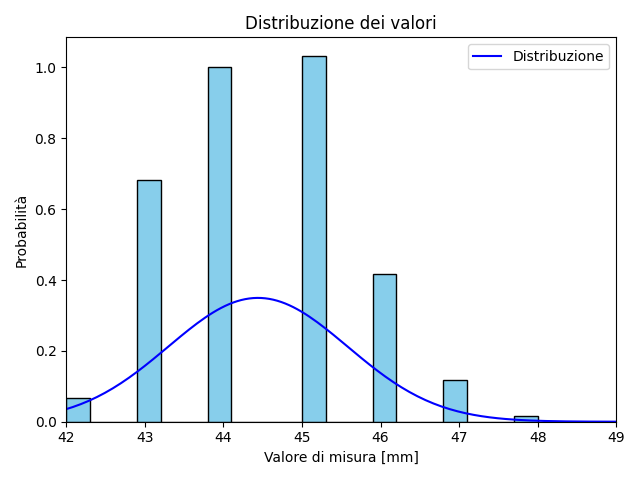 Distribuzione dei valori
Distribuzione
1.0
0.8
0.6
0.4
0.2
0.0
Probabilità
42 43 44 45 46 47 48 49
Valore di misura [mm]